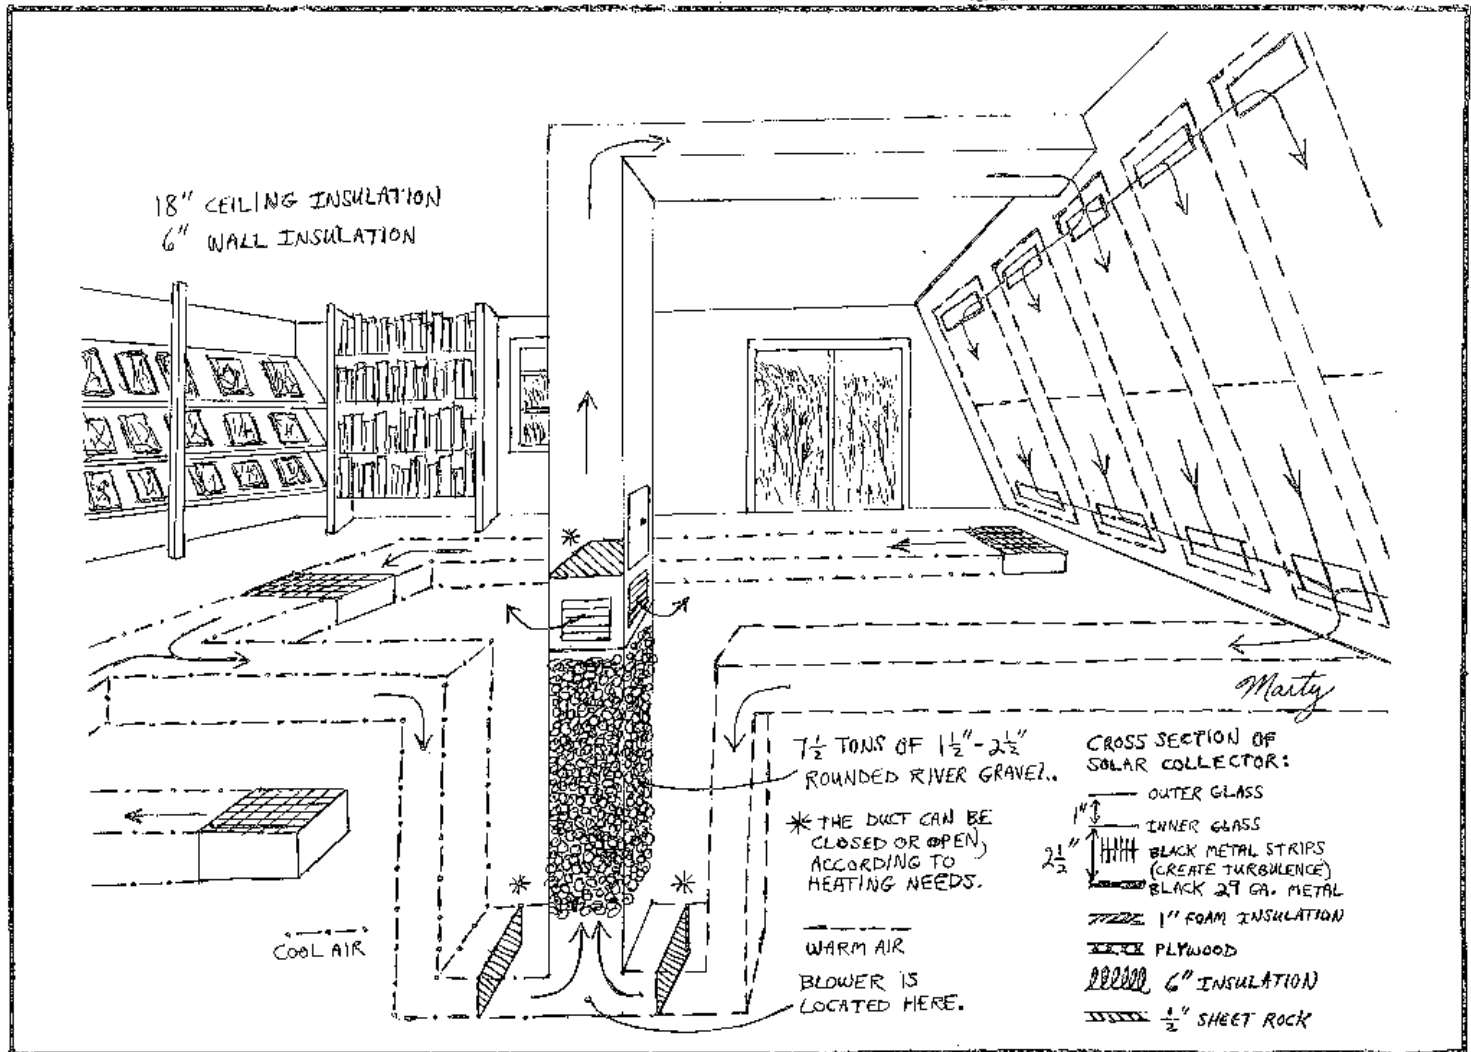 18" CEILING INSULATION
6" WALL INSULATION
Marty
7½ TONS OF 1½"-2½"
ROUNDED RIVER GRAVEL.
* THE DUCT CAN BE
CLOSED OR OPEN,
ACCORDING TO
HEATING NEEDS.
COOL AIR
WARM AIR
BLOWER IS
LOCATED HERE.
CROSS SECTION OF
SOLAR COLLECTOR:
OUTER GLASS
1"
INNER GLASS
2½"
BLACK METAL STRIPS
(CREATE TURBULENCE)
BLACK 29 GA. METAL
1" FOAM INSULATION
PLYWOOD
6" INSULATION
½" SHEET ROCK